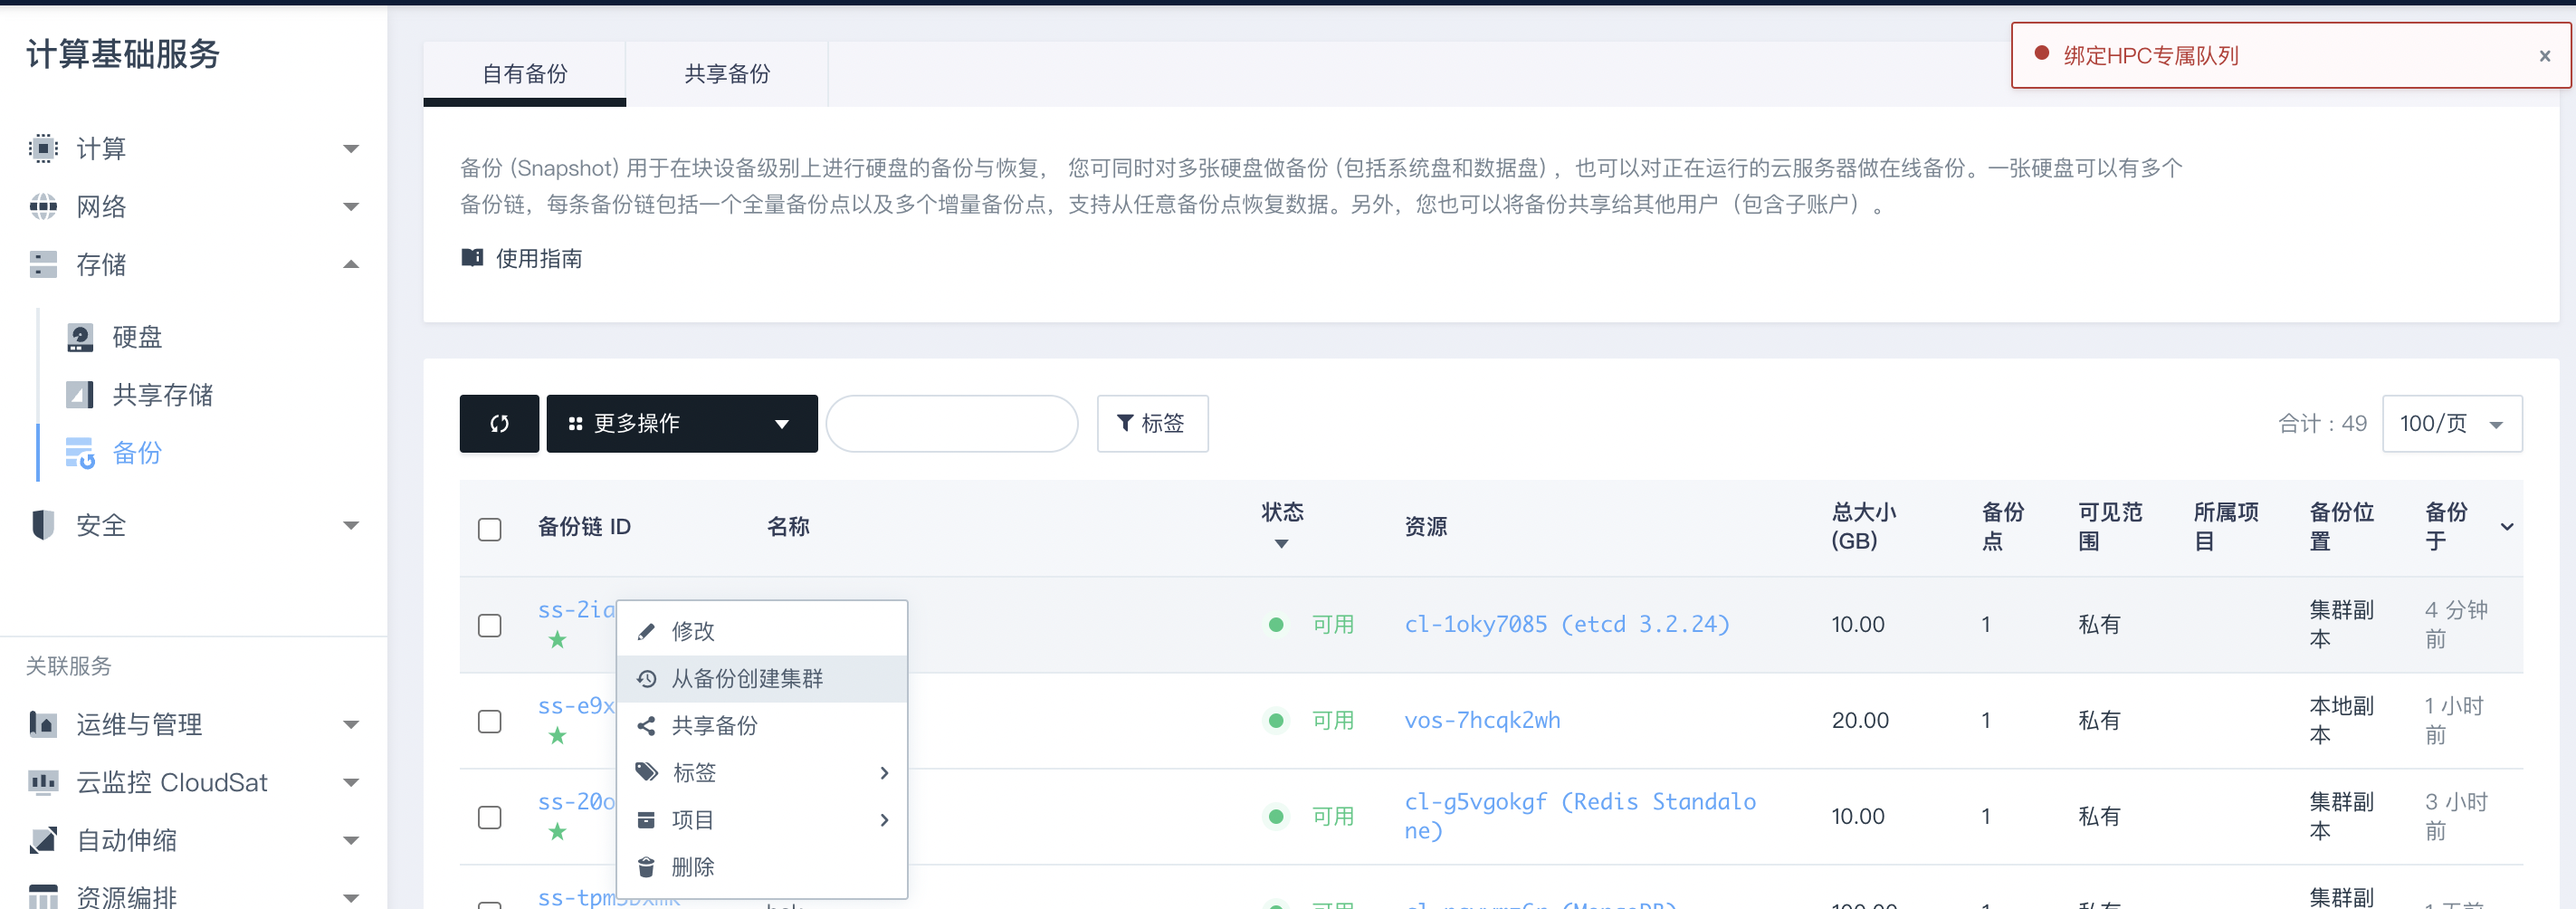 计算基础服务
计算
网络
存储
硬盘
共享存储
备份
安全
关联服务
运维与管理
云监控 CloudSat
自动伸缩
资源编排
自有备份
共享备份
绑定HPC专属队列
×
备份 (Snapshot) 用于在块设备级别上进行硬盘的备份与恢复， 您可同时对多张硬盘做备份 (包括系统盘和数据盘) ，也可以对正在运行的云服务器做在线备份。一张硬盘可以有多个
备份链，每条备份链包括一个全量备份点以及多个增量备份点，支持从任意备份点恢复数据。另外，您也可以将备份共享给其他用户（包含子账户）。
使用指南
更多操作
标签
合计：49
100/页
备份链 ID
名称
状态
资源
总大小
(GB)
备份
点
可见范
围
所属项
目
备份位
置
备份
于
ss-2ia
可用
cl-1oky7085 (etcd 3.2.24)
10.00
1
私有
集群副
本
4 分钟
前
ss-e9x
可用
vos-7hcqk2wh
20.00
1
私有
本地副
本
1 小时
前
ss-20o
可用
cl-g5vgokgf (Redis Standalo
ne)
10.00
1
私有
集群副
本
3 小时
前
ss-tpm
可用
1
私有
集群副
修改
从备份创建集群
共享备份
标签
项目
删除